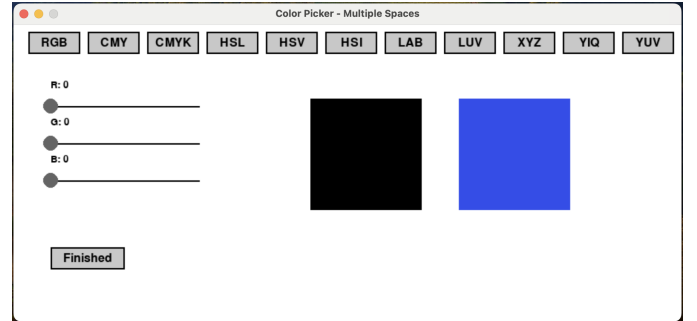 Color Picker - Multiple Spaces
RGB CMY CMYK HSL HSV HSI LAB LUV XYZ YIQ YUV
R: 0
G: 0
B: 0
Finished